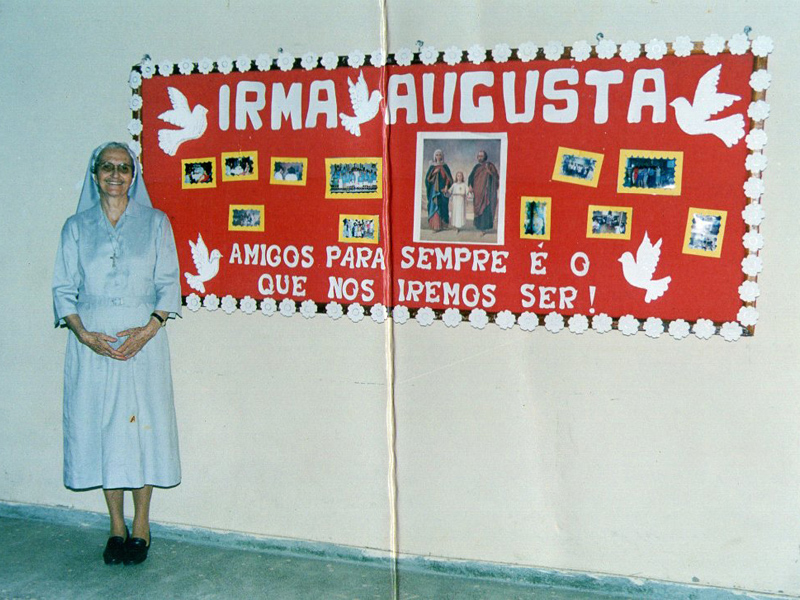 IRMA AUGUSTA
AMIGOS PARA SEMPRE É O
QUE NOS IREMOS SER!